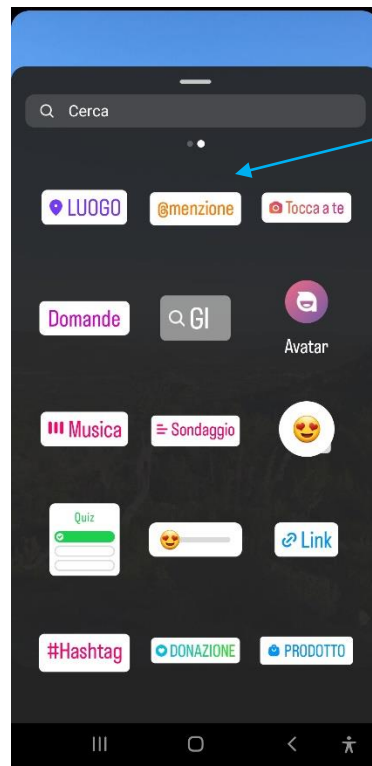 Cerca
LUOGO
@menzione
Tocca a te
Domande
GI
Avatar
Musica
Sondaggio
Quiz
Link
#Hashtag
DONAZIONE
PRODOTTO